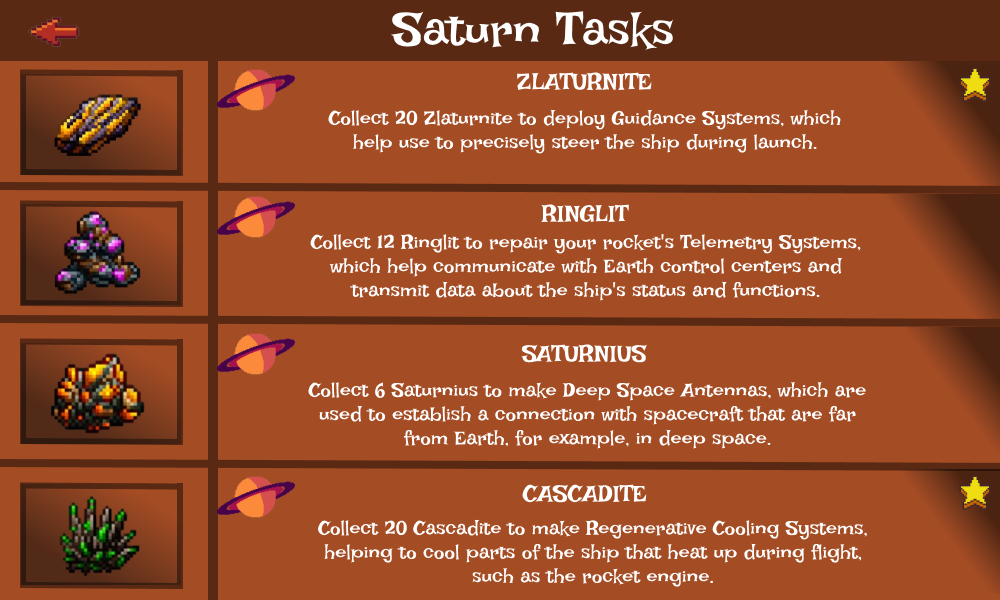 Saturn Tasks
ZLATURNITE
Collect 20 Zlaturnite to deploy Guidance Systems, which
help use to precisely steer the ship during launch.
RINGLIT
Collect 12 Ringlit to repair your rocket's Telemetry Systems,
which help communicate with Earth control centers and
transmit data about the ship's status and functions.
SATURNIUS
Collect 6 Saturnius to make Deep Space Antennas, which are
used to establish a connection with spacecraft that are far
from Earth, for example, in deep space.
CASCADITE
Collect 20 Cascadite to make Regenerative Cooling Systems,
helping to cool parts of the ship that heat up during flight,
such as the rocket engine.